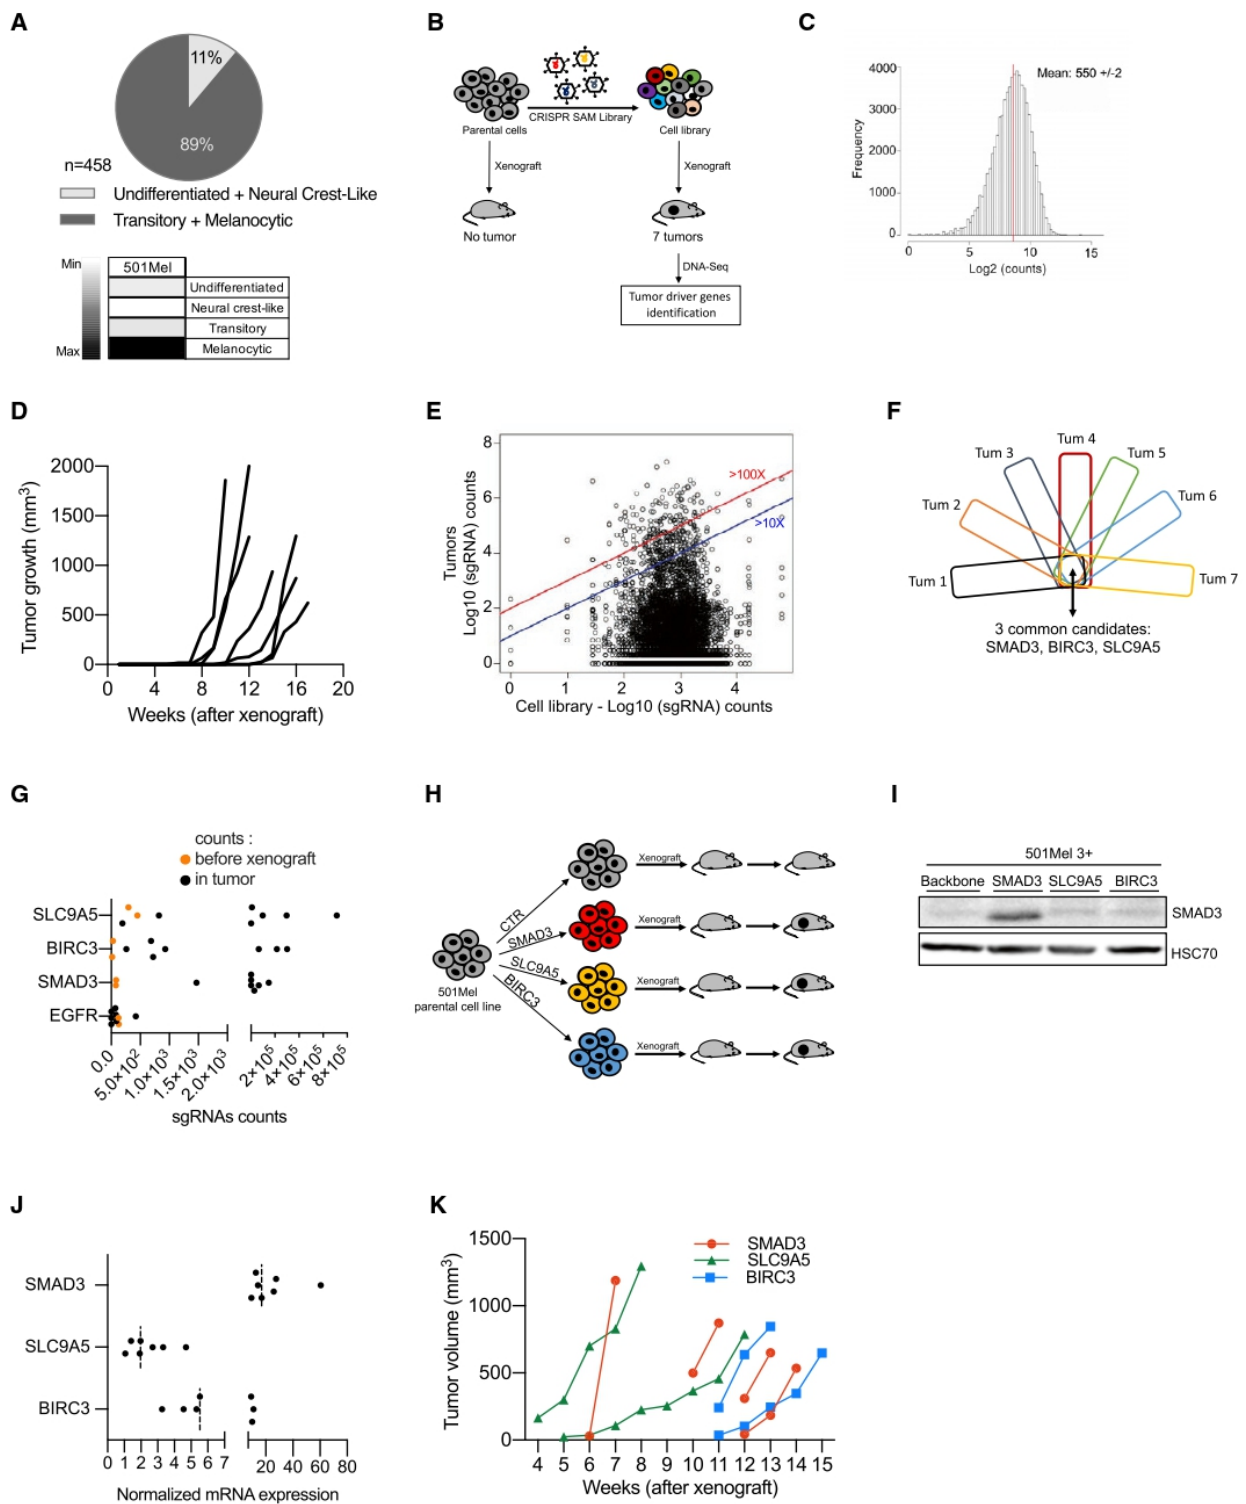 A
11%
89%
n=458
Undifferentiated + Neural Crest-Like
Transitory + Melanocytic
Min
Max
501Mel
Undifferentiated
Neural crest-like
Transitory
Melanocytic
B
Parental cells
CRISPR SAM Library
Cell library
Xenograft
Xenograft
No tumor
7 tumors
DNA-Seq
Tumor driver genes
identification
C
Mean: 550 +/-2
Frequency
4000
3000
2000
1000
0
0 5 10 15
Log2 (counts)
D
Tumor growth (mm³)
2000
1500
1000
500
0
0 4 8 12 16 20
Weeks (after xenograft)
E
Tumors
Log10 (sgRNA) counts
8
6
4
2
0
>100X
>10X
0 1 2 3 4
Cell library - Log10 (sgRNA) counts
F
Tum 1
Tum 2
Tum 3
Tum 4
Tum 5
Tum 6
Tum 7
3 common candidates:
SMAD3, BIRC3, SLC9A5
G
counts :
before xenograft
in tumor
SLC9A5
BIRC3
SMAD3
EGFR
0.0 5.0×10² 1.0×10³ 1.5×10³ 2.0×10³ 2×10⁵ 4×10⁵ 6×10⁵ 8×10⁵
sgRNAs counts
H
501Mel
parental cell line
CTR
SMAD3
SLC9A5
BIRC3
Xenograft
Xenograft
Xenograft
Xenograft
I
501Mel 3+
Backbone SMAD3 SLC9A5 BIRC3
SMAD3
HSC70
J
SMAD3
SLC9A5
BIRC3
0 1 2 3 4 5 6 7 20 40 60 80
Normalized mRNA expression
K
Tumor volume (mm³)
1500
1000
500
0
SMAD3
SLC9A5
BIRC3
4 5 6 7 8 9 10 11 12 13 14 15
Weeks (after xenograft)